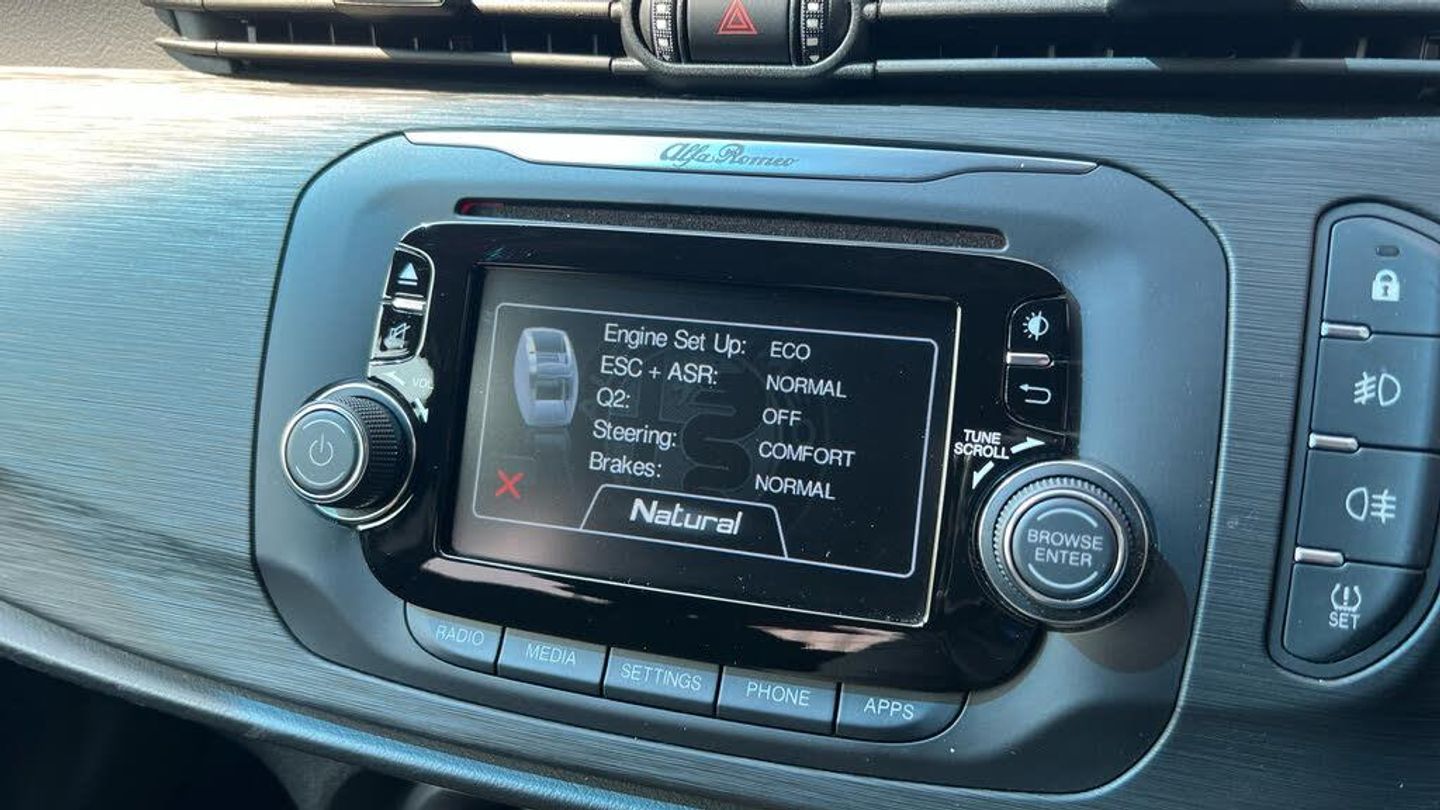 Alfa Romeo
VOL
Engine Set Up: ECO
ESC + ASR: NORMAL
Q2: OFF
Steering: COMFORT
Brakes: NORMAL
Natural
TUNE
SCROLL
BROWSE
ENTER
SET
RADIO
MEDIA
SETTINGS
PHONE
APPS